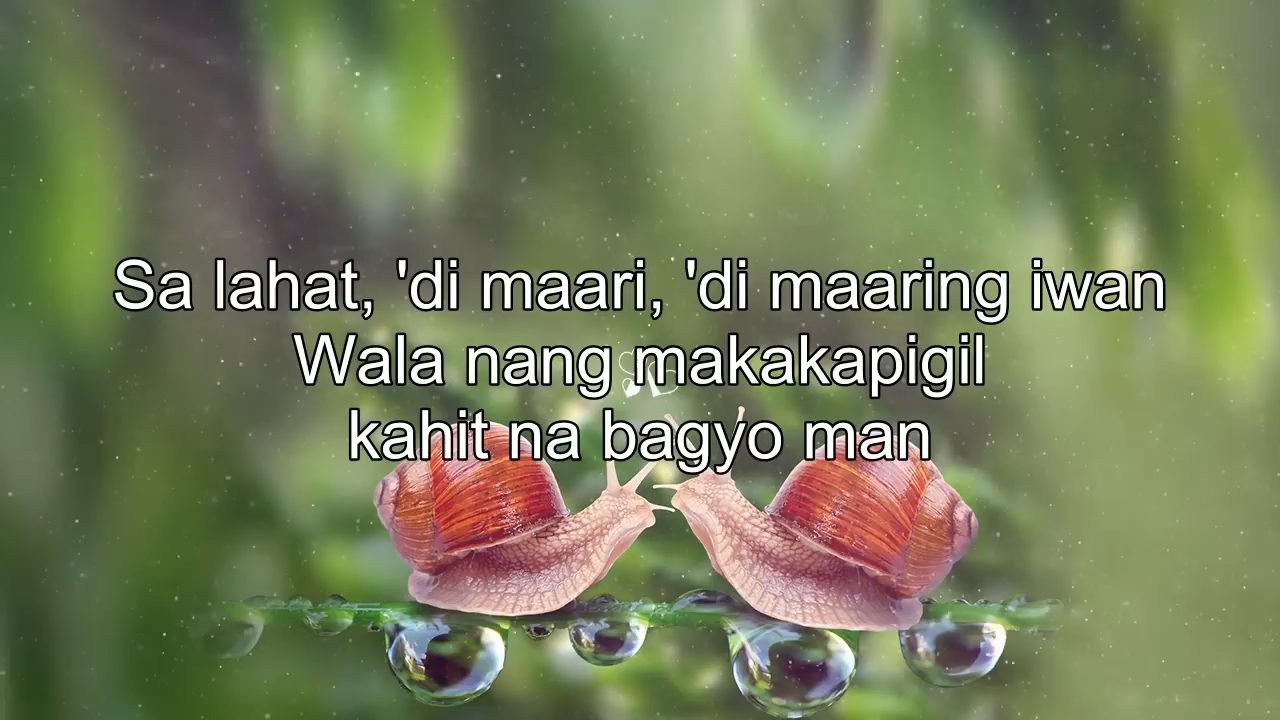 Sa lahat, 'di maari, 'di maaring iwan
Wala nang makakapigil
kahit na bagyo man